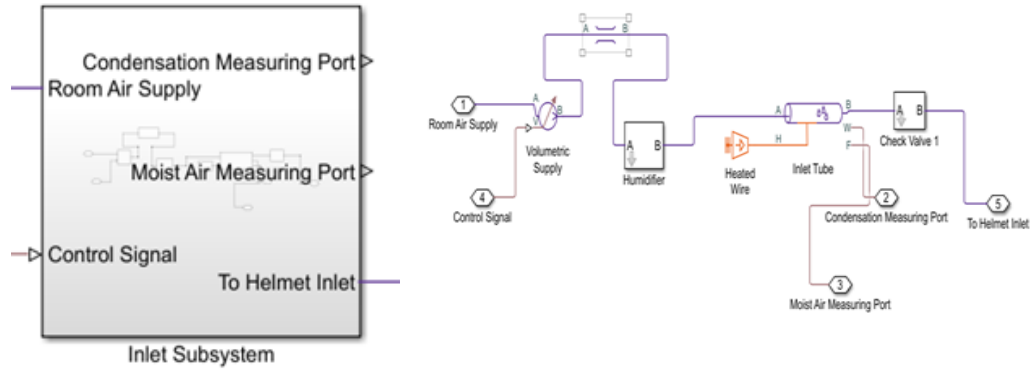 Condensation Measuring Port
Room Air Supply
Moist Air Measuring Port
Control Signal
To Helmet Inlet
Inlet Subsystem
A B
1
Room Air Supply
A
B
V
Volumetric
Supply
4
Control Signal
A B
Humidifier
H
Heated
Wire
A
B
W
F
Inlet Tube
A B
Check Valve 1
2
Condensation Measuring Port
5
To Helmet Inlet
3
Moist Air Measuring Port